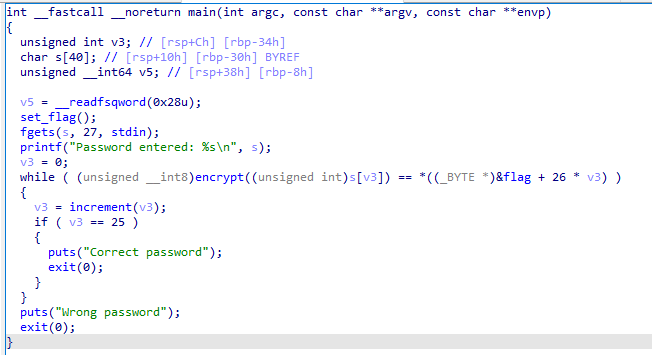 int __fastcall __noreturn main(int argc, const char **argv, const char **envp)
{
  unsigned int v3; // [rsp+Ch] [rbp-34h]
  char s[40]; // [rsp+10h] [rbp-30h] BYREF
  unsigned __int64 v5; // [rsp+38h] [rbp-8h]

  v5 = __readfsqword(0x28u);
  set_flag();
  fgets(s, 27, stdin);
  printf("Password entered: %s\n", s);
  v3 = 0;
  while ( (unsigned __int8)encrypt((unsigned int)s[v3]) == *((_BYTE *)&flag + 26 * v3) )
  {
    v3 = increment(v3);
    if ( v3 == 25 )
    {
      puts("Correct password");
      exit(0);
    }
  }
  puts("Wrong password");
  exit(0);
}